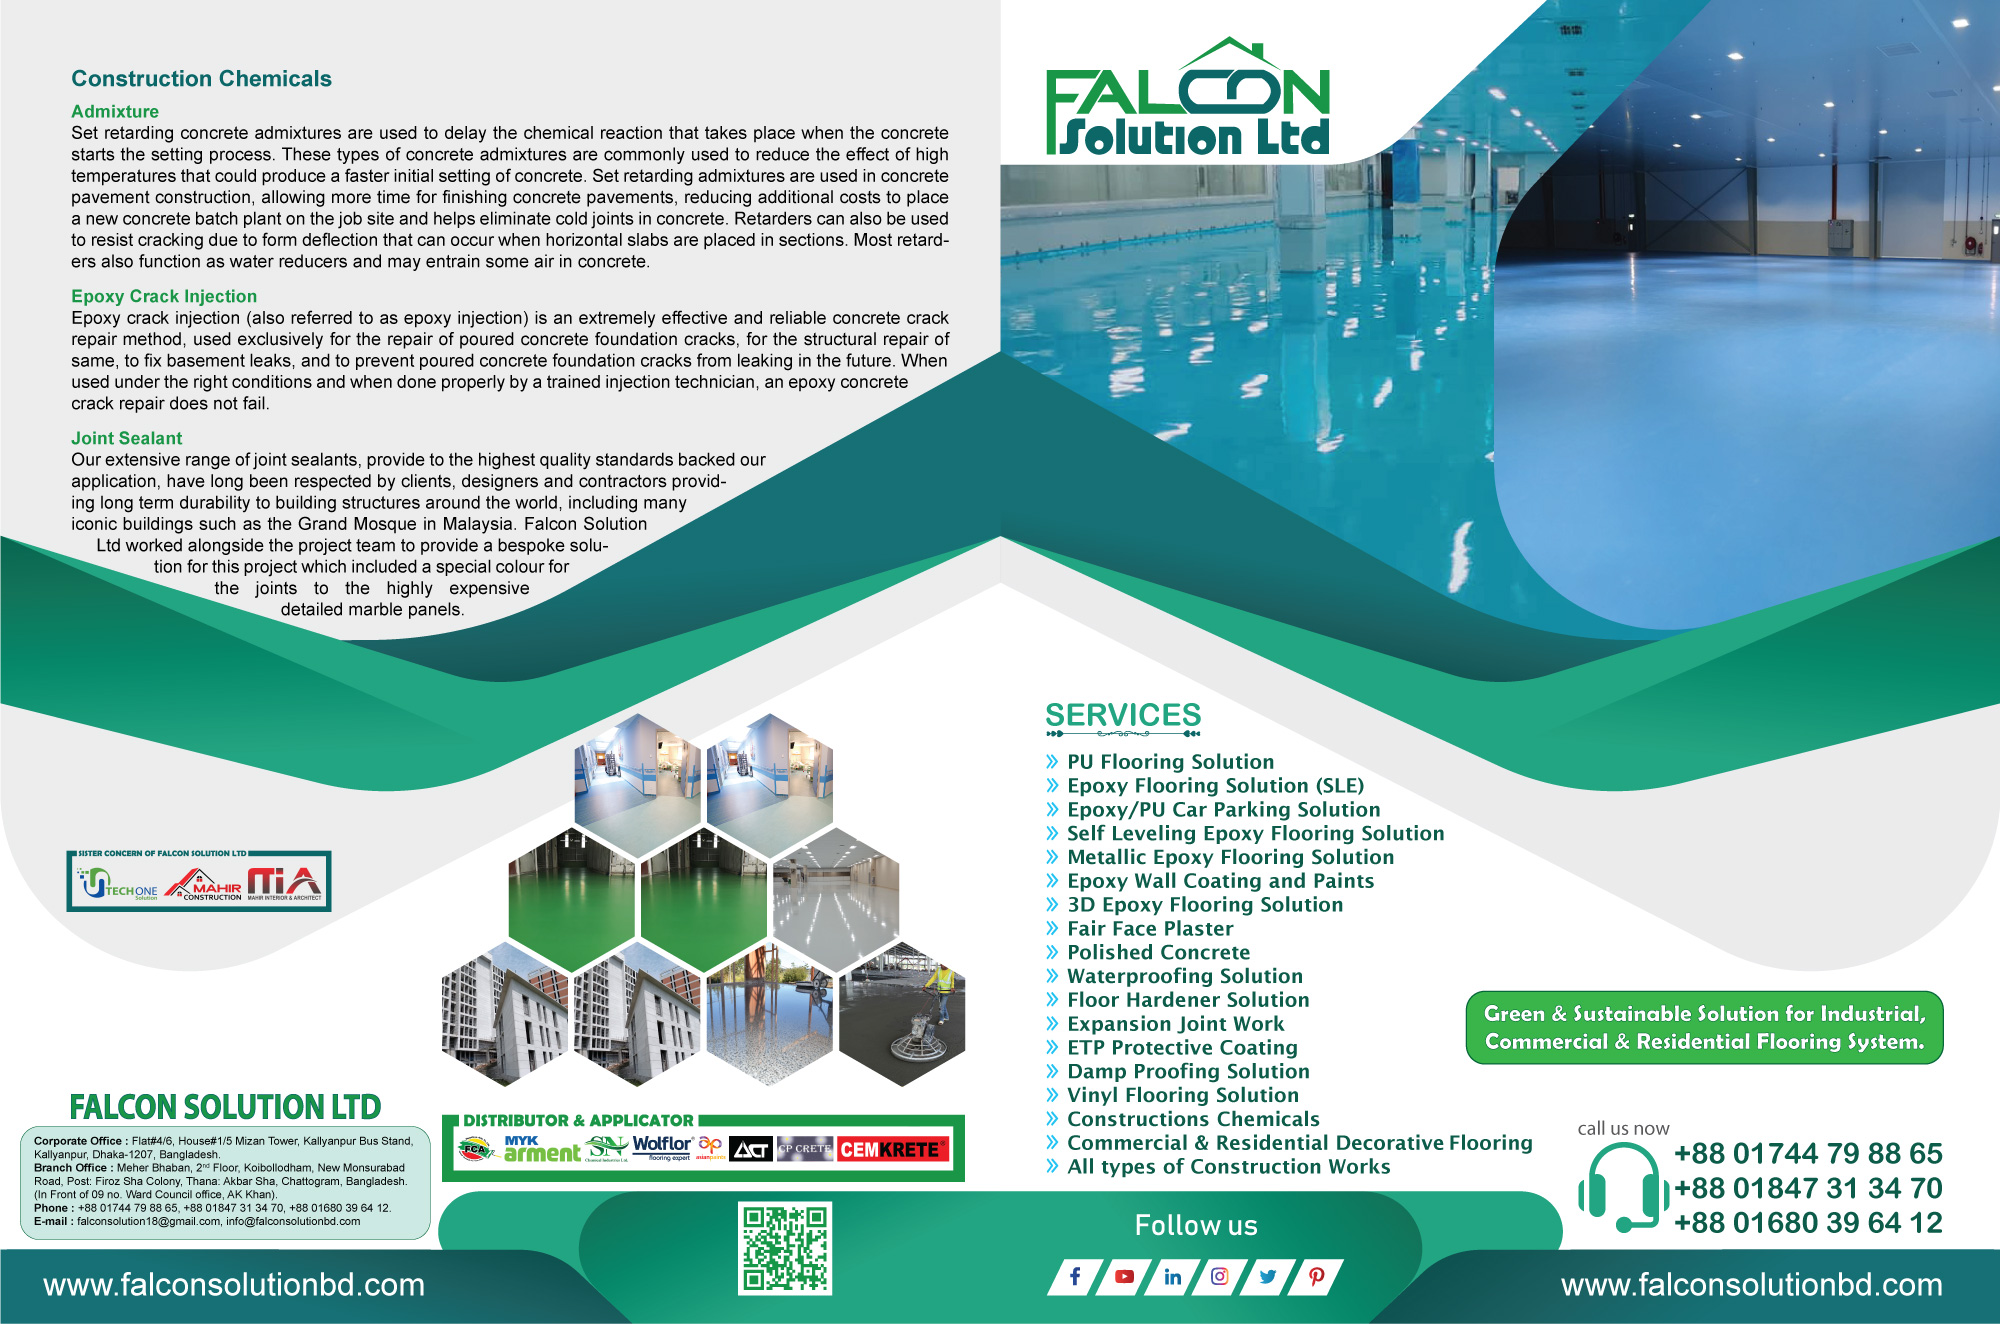 Construction Chemicals
Admixture
Set retarding concrete admixtures are used to delay the chemical reaction that takes place when the concrete
starts the setting process. These types of concrete admixtures are commonly used to reduce the effect of high
temperatures that could produce a faster initial setting of concrete. Set retarding admixtures are used in concrete
pavement construction, allowing more time for finishing concrete pavements, reducing additional costs to place
a new concrete batch plant on the job site and helps eliminate cold joints in concrete. Retarders can also be used
to resist cracking due to form deflection that can occur when horizontal slabs are placed in sections. Most retard-
ers also function as water reducers and may entrain some air in concrete.
Epoxy Crack Injection
Epoxy crack injection (also referred to as epoxy injection) is an extremely effective and reliable concrete crack
repair method, used exclusively for the repair of poured concrete foundation cracks, for the structural repair of
same, to fix basement leaks, and to prevent poured concrete foundation cracks from leaking in the future. When
used under the right conditions and when done properly by a trained injection technician, an epoxy concrete
crack repair does not fail.
Joint Sealant
Our extensive range of joint sealants, provide to the highest quality standards backed our
application, have long been respected by clients, designers and contractors provid-
ing long term durability to building structures around the world, including many
iconic buildings such as the Grand Mosque in Malaysia. Falcon Solution
Ltd worked alongside the project team to provide a bespoke solu-
tion for this project which included a special colour for
the joints to the highly expensive
detailed marble panels.
SISTER CONCERN OF FALCON SOLUTION LTD
TECH ONE
Solution
MAHIR
CONSTRUCTION
MiA
MAHIR INTERIOR & ARCHITECT
FALCON SOLUTION LTD
Corporate Office : Flat#4/6, House#1/5 Mizan Tower, Kallyanpur Bus Stand,
Kallyanpur, Dhaka-1207, Bangladesh.
Branch Office : Meher Bhaban, 2nd Floor, Koibollodham, New Monsurabad
Road, Post: Firoz Sha Colony, Thana: Akbar Sha, Chattogram, Bangladesh.
(In Front of 09 no. Ward Council office, AK Khan).
Phone : +88 01744 79 88 65, +88 01847 31 34 70, +88 01680 39 64 12.
E-mail : falconsolution18@gmail.com, info@falconsolutionbd.com
www.falconsolutionbd.com
DISTRIBUTOR & APPLICATOR
FCA
MYK
arment
SN
Chemical Industries Ltd.
Wolflor
flooring expert
ap
asianpaints
ACT
CP CRETE
CEMKRETE
FALCON
Solution Ltd
SERVICES
PU Flooring Solution
Epoxy Flooring Solution (SLE)
Epoxy/PU Car Parking Solution
Self Leveling Epoxy Flooring Solution
Metallic Epoxy Flooring Solution
Epoxy Wall Coating and Paints
3D Epoxy Flooring Solution
Fair Face Plaster
Polished Concrete
Waterproofing Solution
Floor Hardener Solution
Expansion Joint Work
ETP Protective Coating
Damp Proofing Solution
Vinyl Flooring Solution
Constructions Chemicals
Commercial & Residential Decorative Flooring
All types of Construction Works
Green & Sustainable Solution for Industrial,
Commercial & Residential Flooring System.
call us now
+88 01744 79 88 65
+88 01847 31 34 70
+88 01680 39 64 12
Follow us
www.falconsolutionbd.com